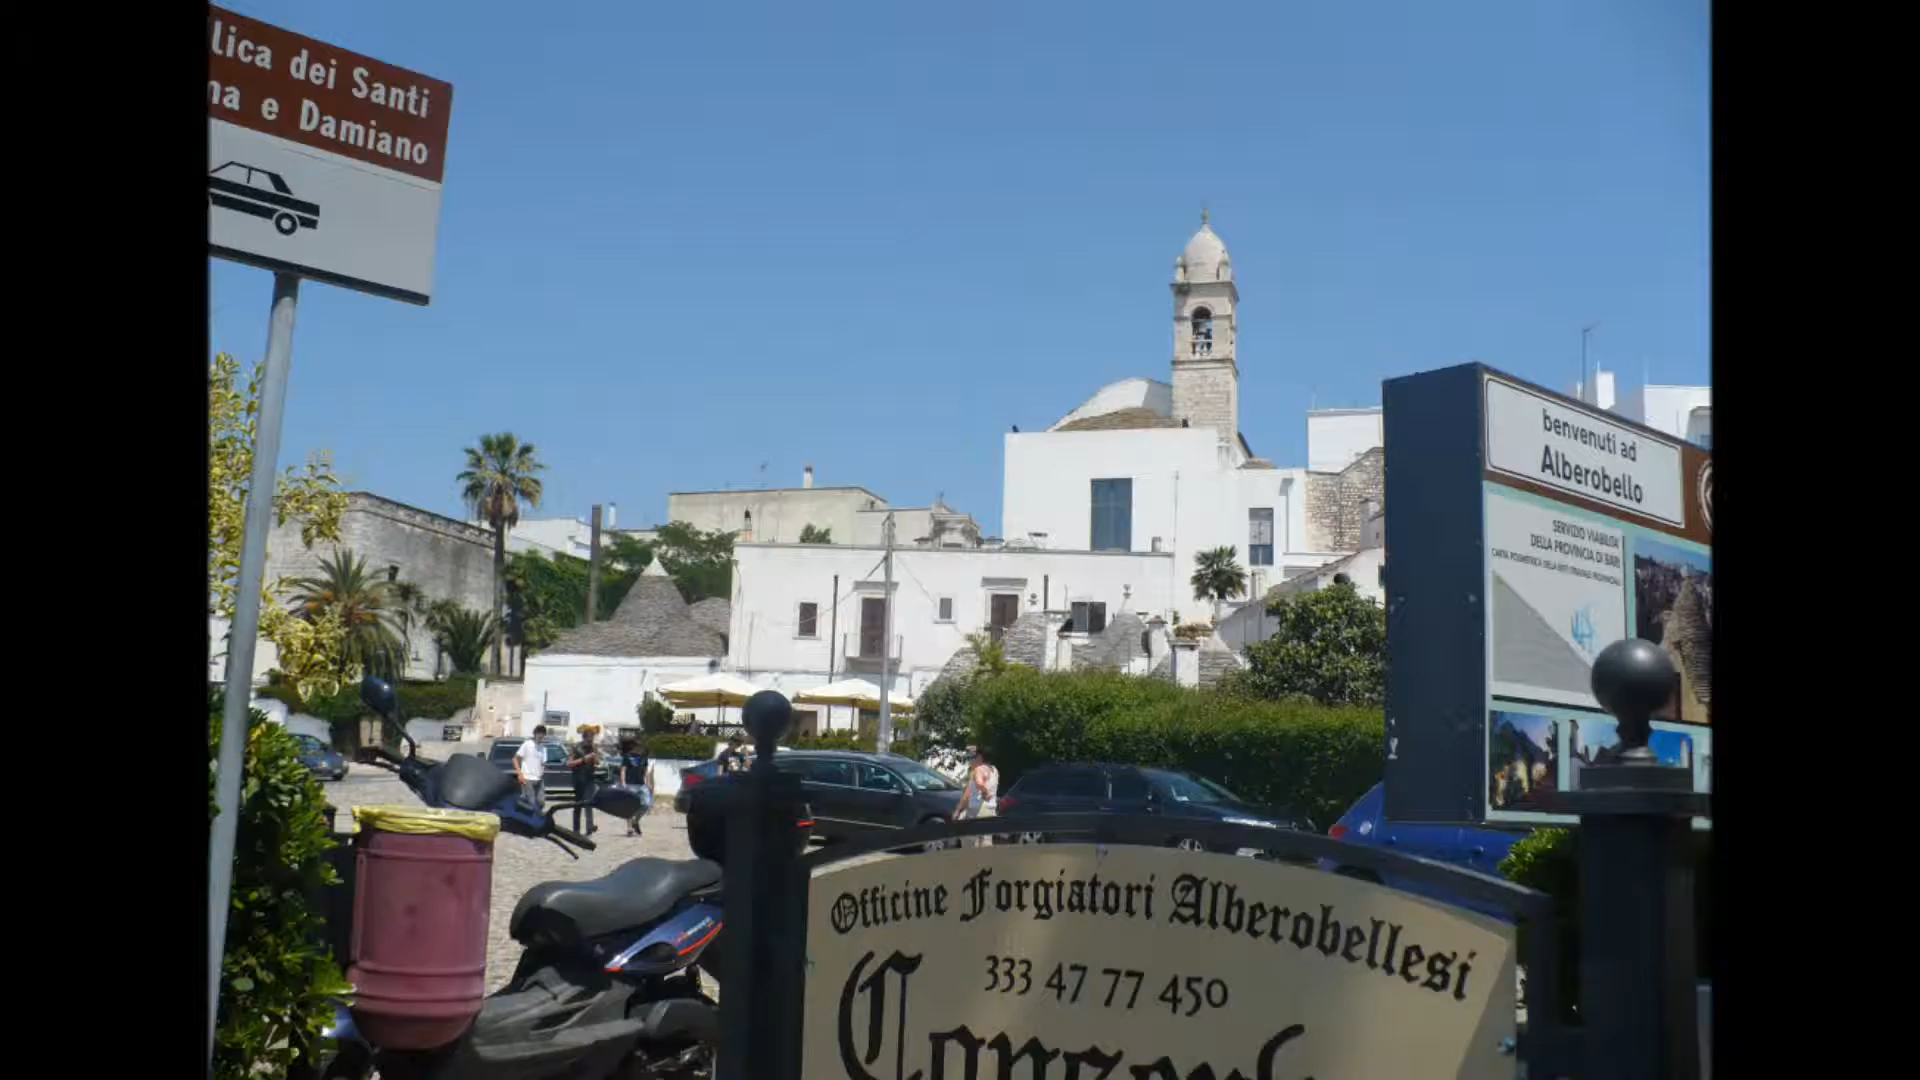 lica dei Santi
na e Damiano
benvenuti ad
Alberobello
SERVIZIO VIABILITA'
DELLA PROVINCIA DI BARI
Officine Forgiatori Alberobellesi
333 47 77 450